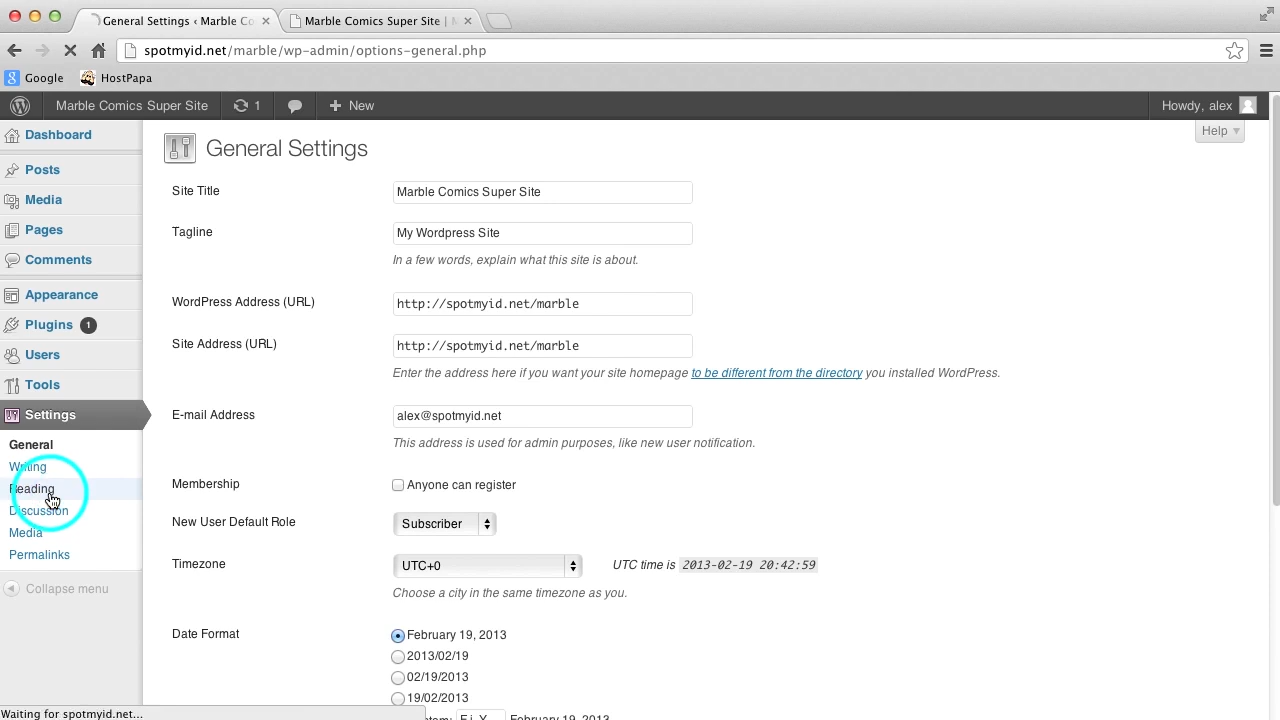 General Settings ‹ Marble Co
Marble Comics Super Site |
spotmyid.net/marble/wp-admin/options-general.php
Google
HostPapa
Marble Comics Super Site
1
New
Howdy, alex
Help
Dashboard
Posts
Media
Pages
Comments
Appearance
Plugins 1
Users
Tools
Settings
General
Writing
Reading
Discussion
Media
Permalinks
Collapse menu
General Settings
Site Title
Marble Comics Super Site
Tagline
My Wordpress Site
In a few words, explain what this site is about.
WordPress Address (URL)
http://spotmyid.net/marble
Site Address (URL)
http://spotmyid.net/marble
Enter the address here if you want your site homepage to be different from the directory you installed WordPress.
E-mail Address
alex@spotmyid.net
This address is used for admin purposes, like new user notification.
Membership
Anyone can register
New User Default Role
Subscriber
Timezone
UTC+0
UTC time is 2013-02-19 20:42:59
Choose a city in the same timezone as you.
Date Format
February 19, 2013
2013/02/19
02/19/2013
19/02/2013
February 19, 2013
Waiting for spotmyid.net...